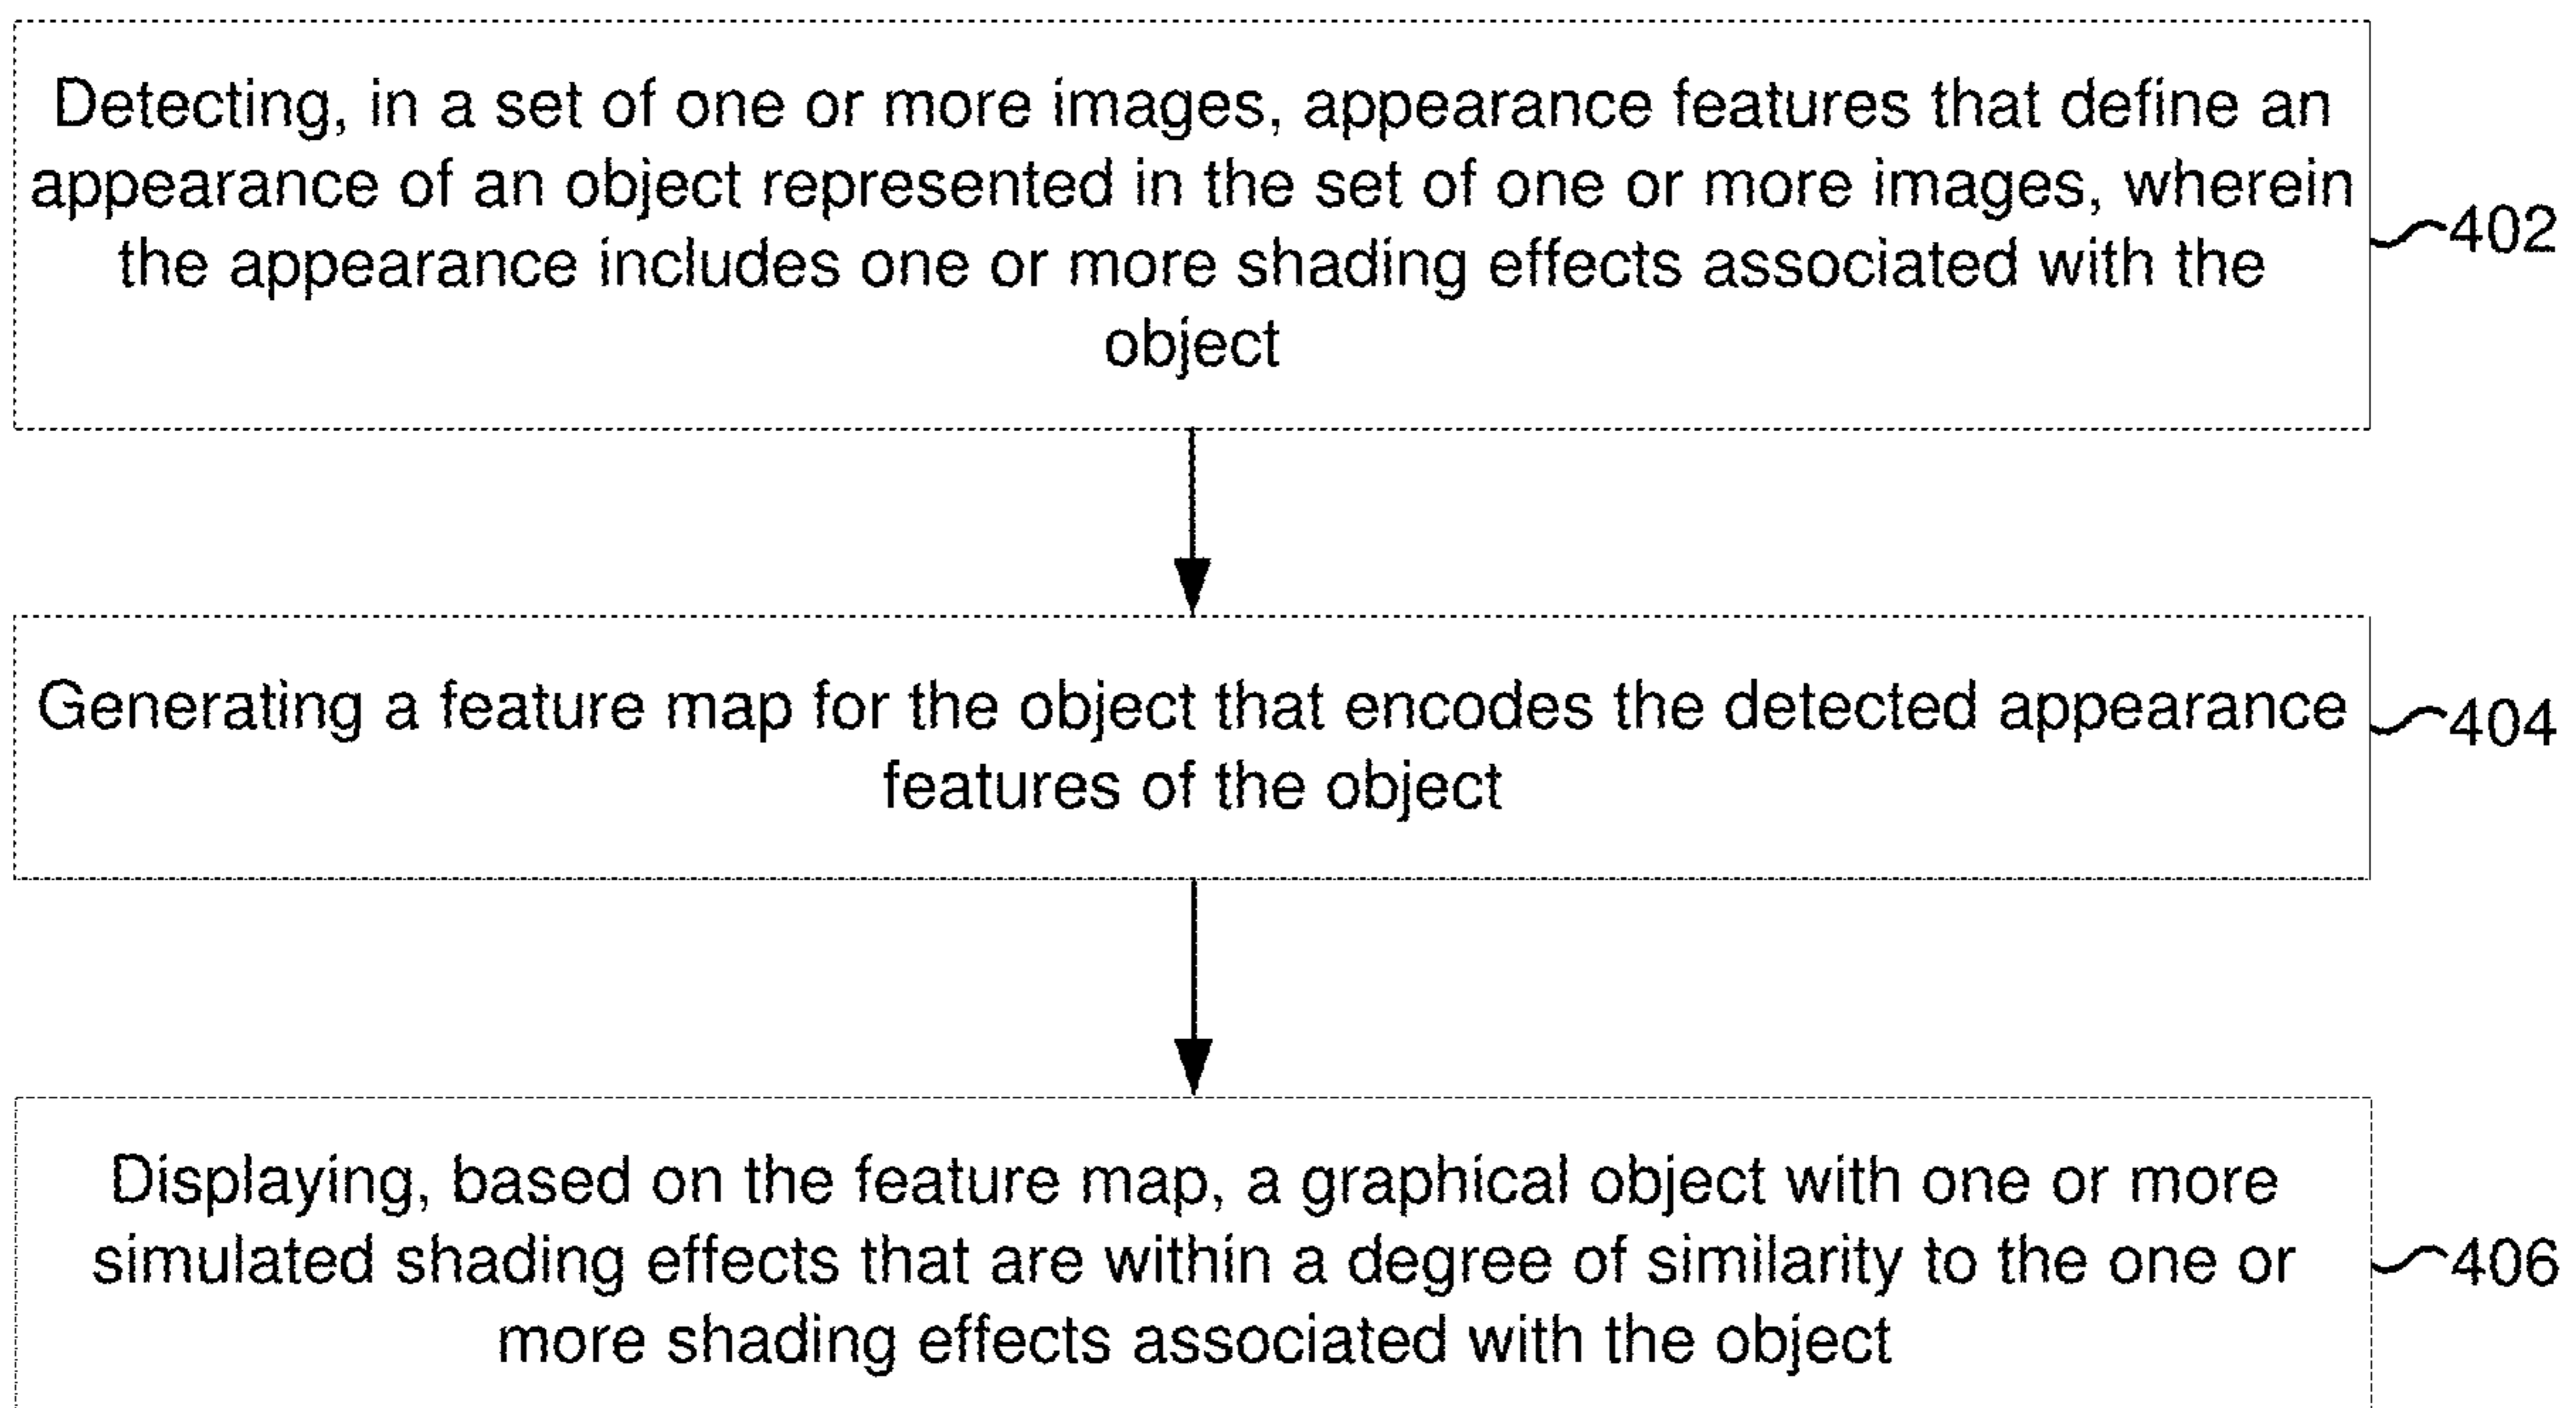 Detecting, in a set of one or more images, appearance features that define an
appearance of an object represented in the set of one or more images, wherein
the appearance includes one or more shading effects associated with the
object
402
Generating a feature map for the object that encodes the detected appearance
features of the object
404
Displaying, based on the feature map, a graphical object with one or more
simulated shading effects that are within a degree of similarity to the one or
more shading effects associated with the object
406